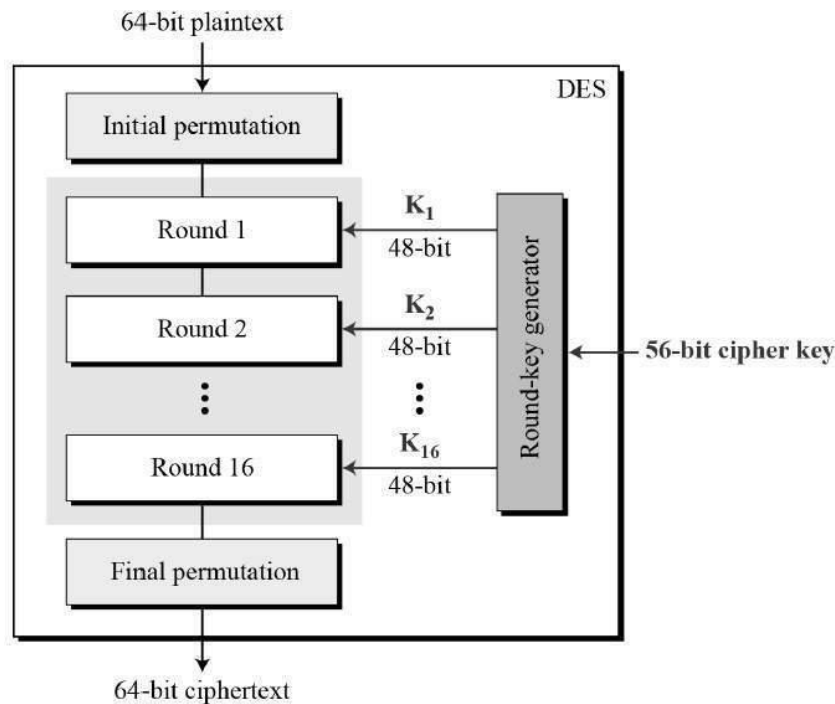 64-bit plaintext
DES
Initial permutation
Round 1
K1
48-bit
Round 2
K2
48-bit
Round-key generator
56-bit cipher key
Round 16
K16
48-bit
Final permutation
64-bit ciphertext